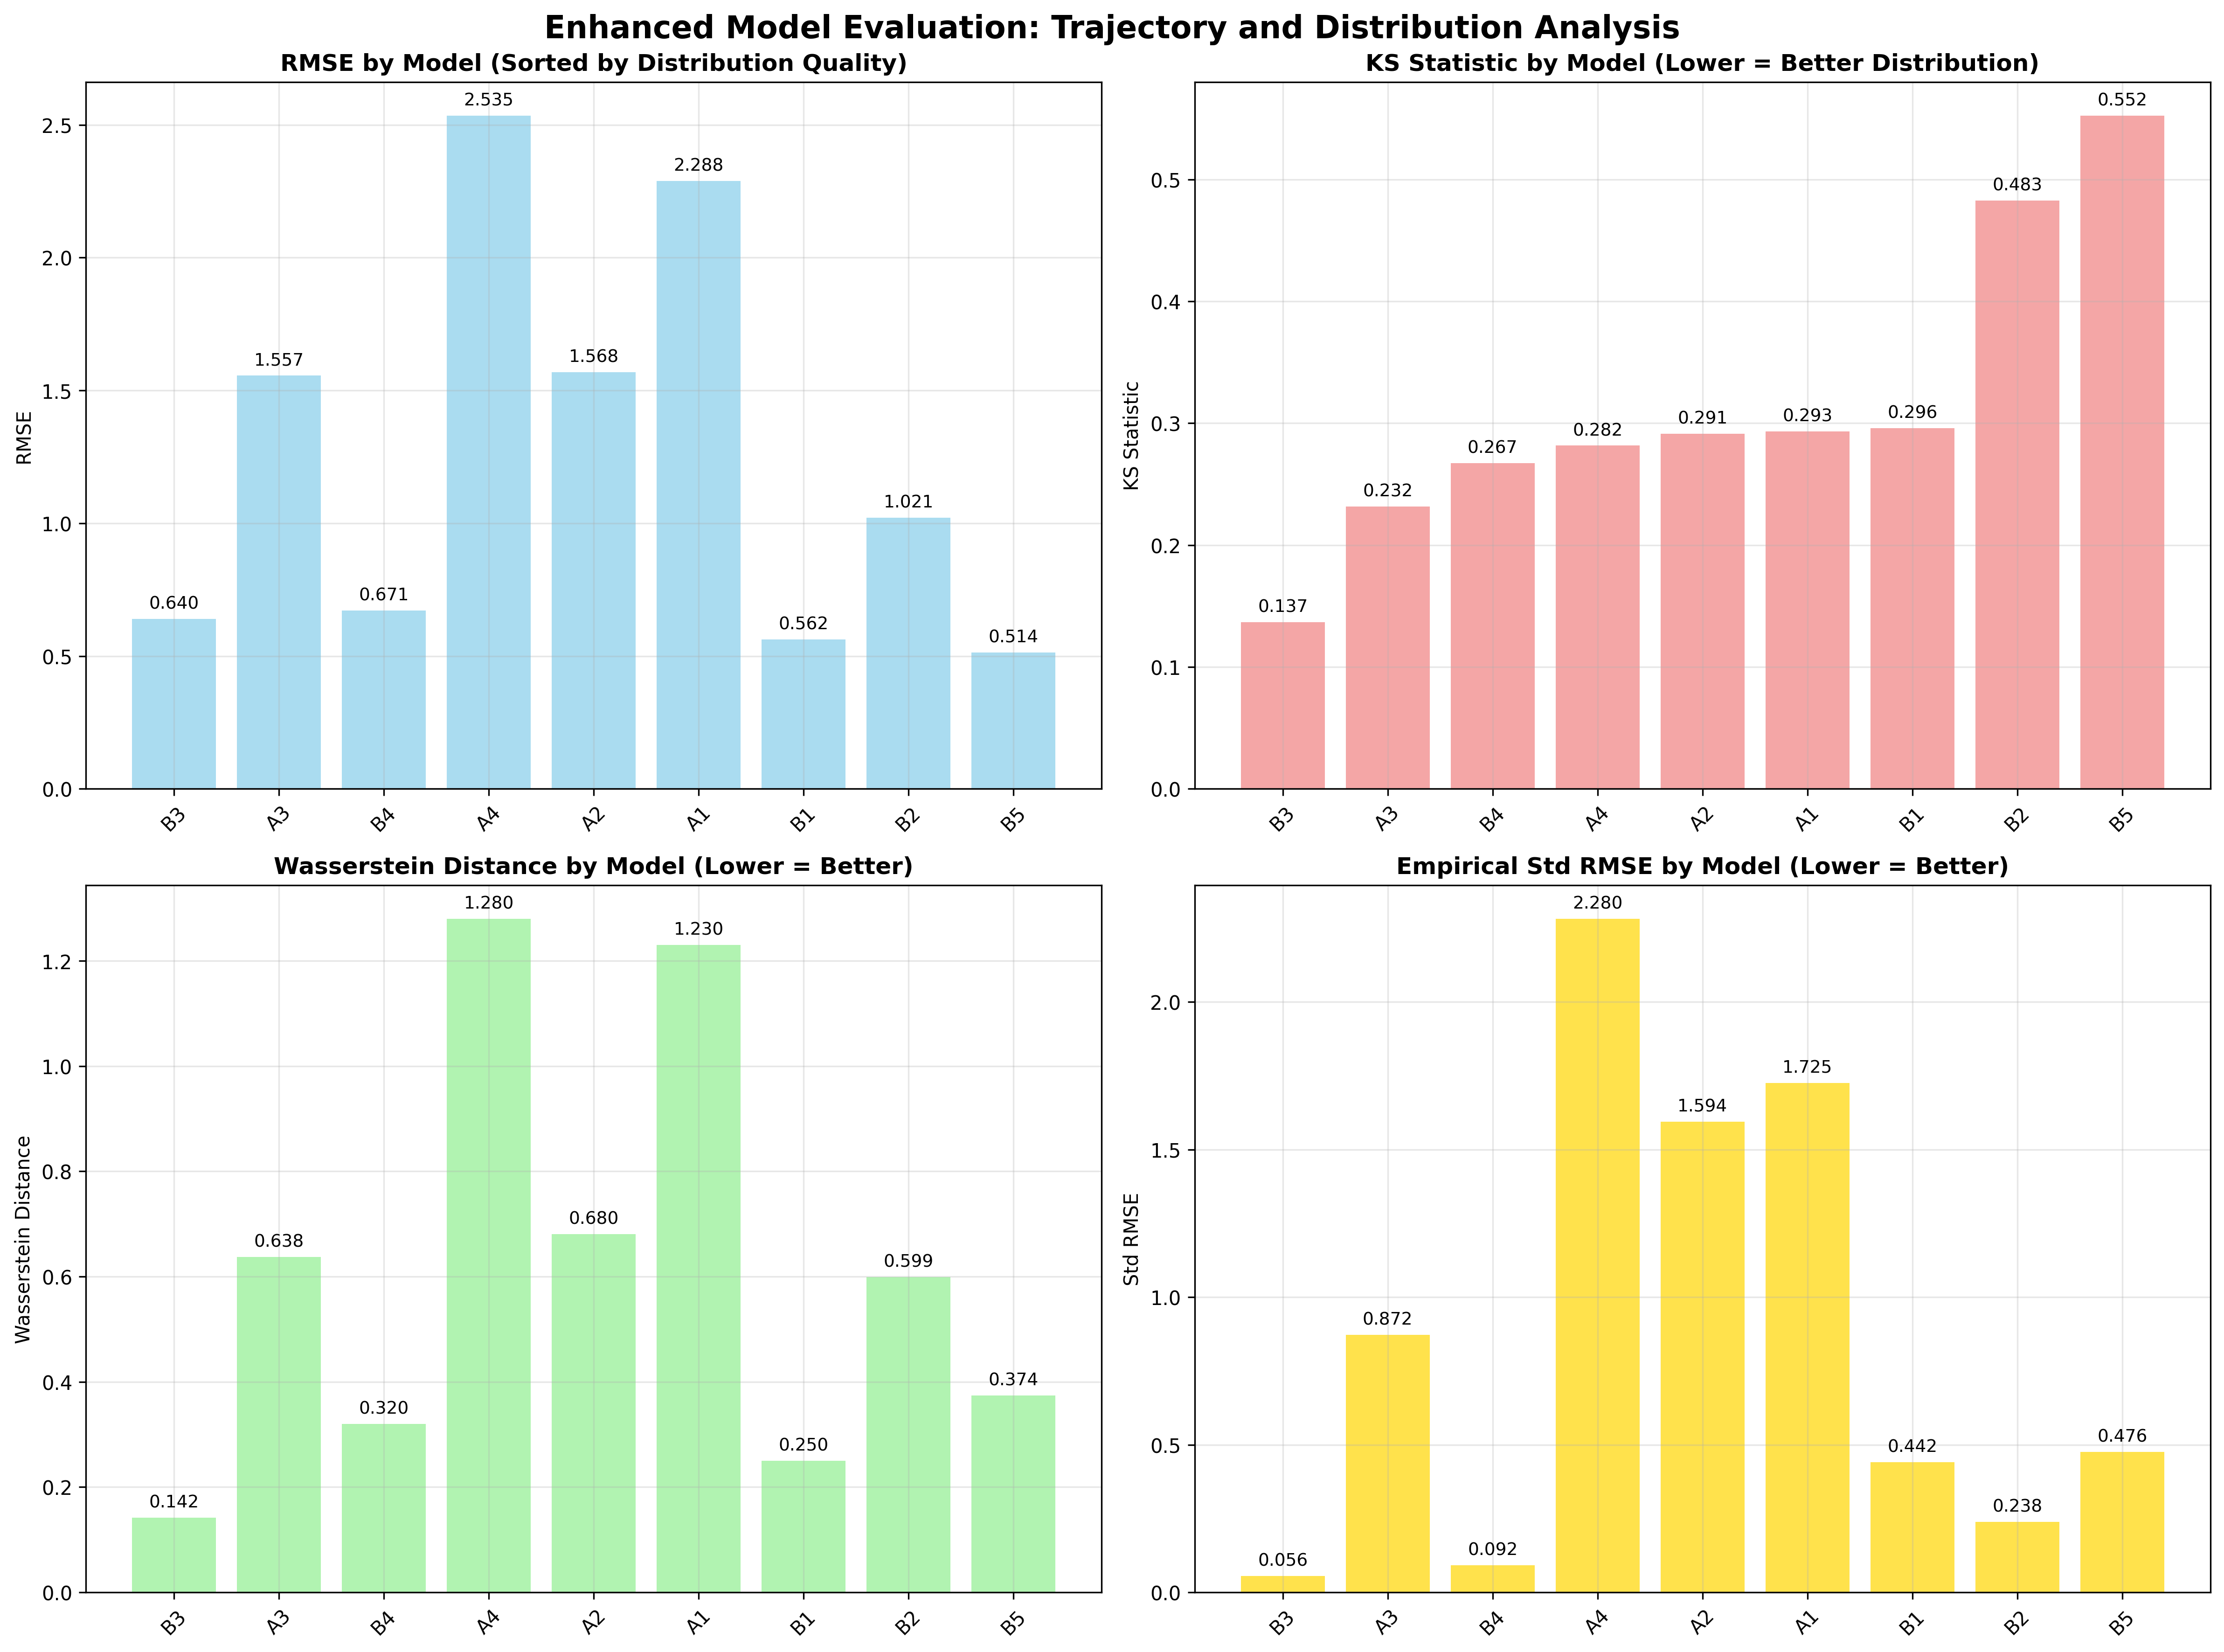 Enhanced Model Evaluation: Trajectory and Distribution Analysis
RMSE by Model (Sorted by Distribution Quality)
RMSE
2.5
2.0
1.5
1.0
0.5
0.0
0.640
1.557
0.671
2.535
1.568
2.288
0.562
1.021
0.514
B3
A3
B4
A4
A2
A1
B1
B2
B5
KS Statistic by Model (Lower = Better Distribution)
KS Statistic
0.5
0.4
0.3
0.2
0.1
0.0
0.137
0.232
0.267
0.282
0.291
0.293
0.296
0.483
0.552
B3
A3
B4
A4
A2
A1
B1
B2
B5
Wasserstein Distance by Model (Lower = Better)
Wasserstein Distance
1.2
1.0
0.8
0.6
0.4
0.2
0.0
0.142
0.638
0.320
1.280
0.680
1.230
0.250
0.599
0.374
B3
A3
B4
A4
A2
A1
B1
B2
B5
Empirical Std RMSE by Model (Lower = Better)
Std RMSE
2.0
1.5
1.0
0.5
0.0
0.056
0.872
0.092
2.280
1.594
1.725
0.442
0.238
0.476
B3
A3
B4
A4
A2
A1
B1
B2
B5